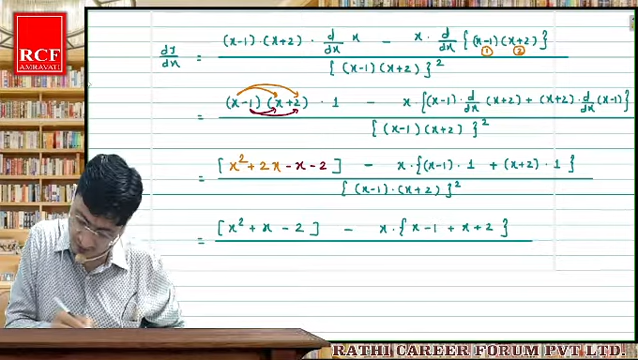 RCF
AMRAVATI
dy/dx = (x-1)·(x+2)· d/dx x - x· d/dx {(x-1)(x+2)} / [(x-1)(x+2)]²
① ②
= (x-1)(x+2)·1 - x{(x-1)· d/dx (x+2) + (x+2)· d/dx (x-1)} / [(x-1)(x+2)]²
= [x²+2x-x-2] - x·{(x-1)·1 + (x+2)·1} / [(x-1)·(x+2)]²
= [x²+x-2] - x·{x-1+x+2}
RATHI CAREER FORUM PVT LTD.